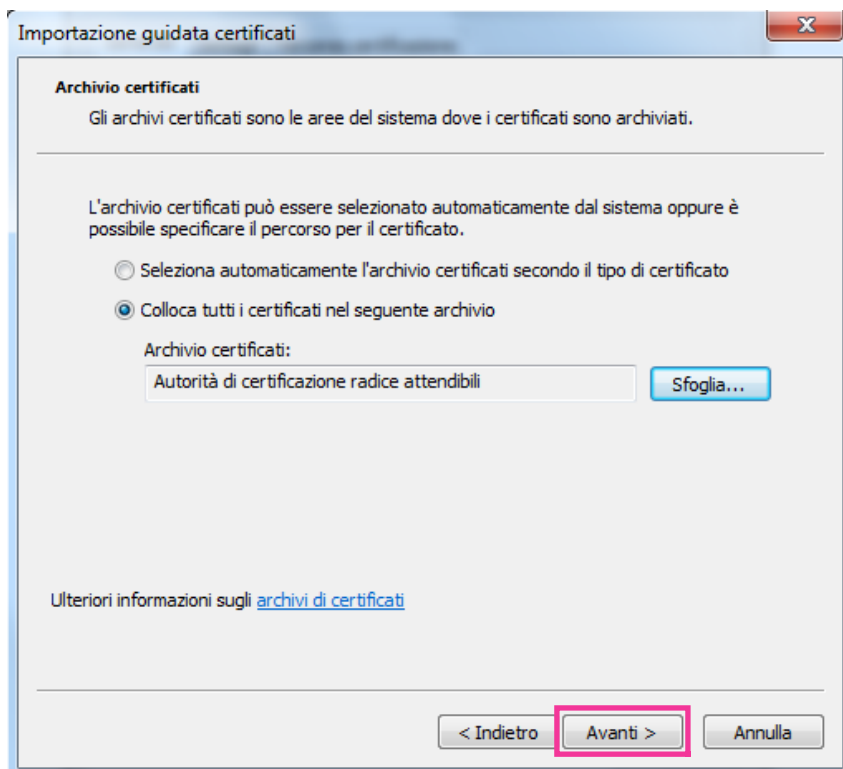 Importazione guidata certificati
Archivio certificati
Gli archivi certificati sono le aree del sistema dove i certificati sono archiviati.
L'archivio certificati può essere selezionato automaticamente dal sistema oppure è
possibile specificare il percorso per il certificato.
Seleziona automaticamente l'archivio certificati secondo il tipo di certificato
Colloca tutti i certificati nel seguente archivio
Archivio certificati:
Autorità di certificazione radice attendibili
Sfoglia...
Ulteriori informazioni sugli archivi di certificati
< Indietro
Avanti >
Annulla